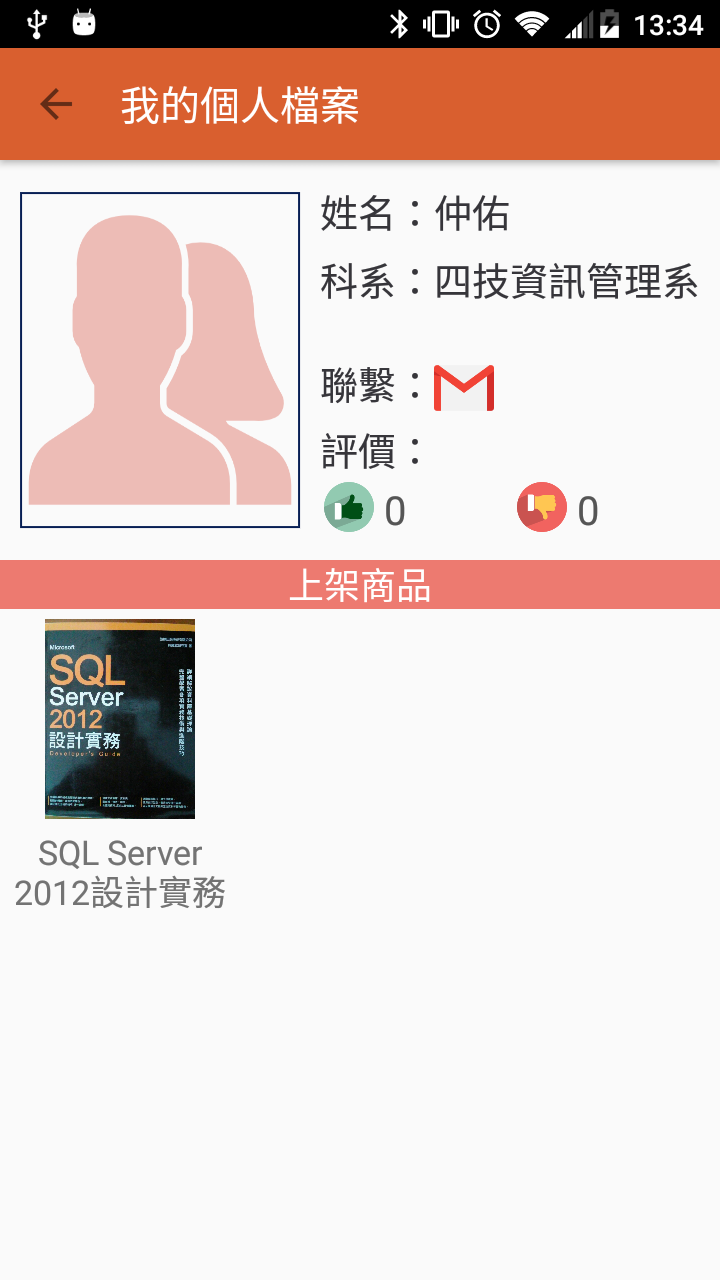 13:34
我的個人檔案
姓名：仲佑
科系：四技資訊管理系
聯繫：
評價：
0
0
上架商品
Microsoft
SQL
Server
2012
設計實務
Developer's Guide
SQL Server
2012設計實務